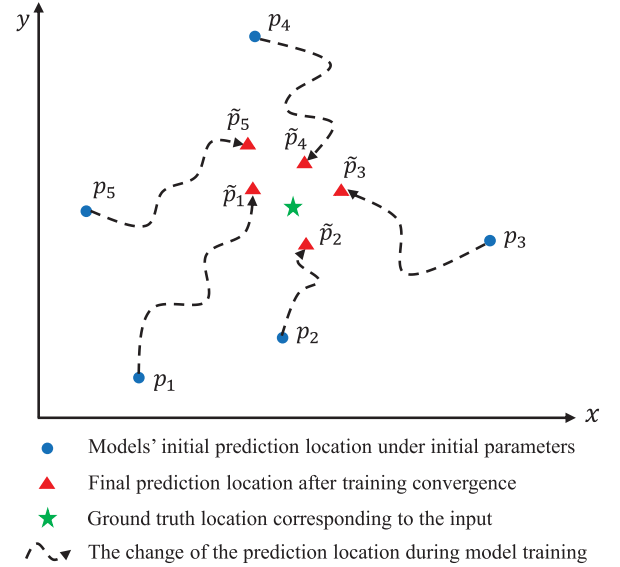 y
p₄
p̃₅
p̃₄
p̃₃
p₅
p̃₁
p̃₂
p₃
p₂
p₁
x
Models’ initial prediction location under initial parameters
Final prediction location after training convergence
Ground truth location corresponding to the input
The change of the prediction location during model training